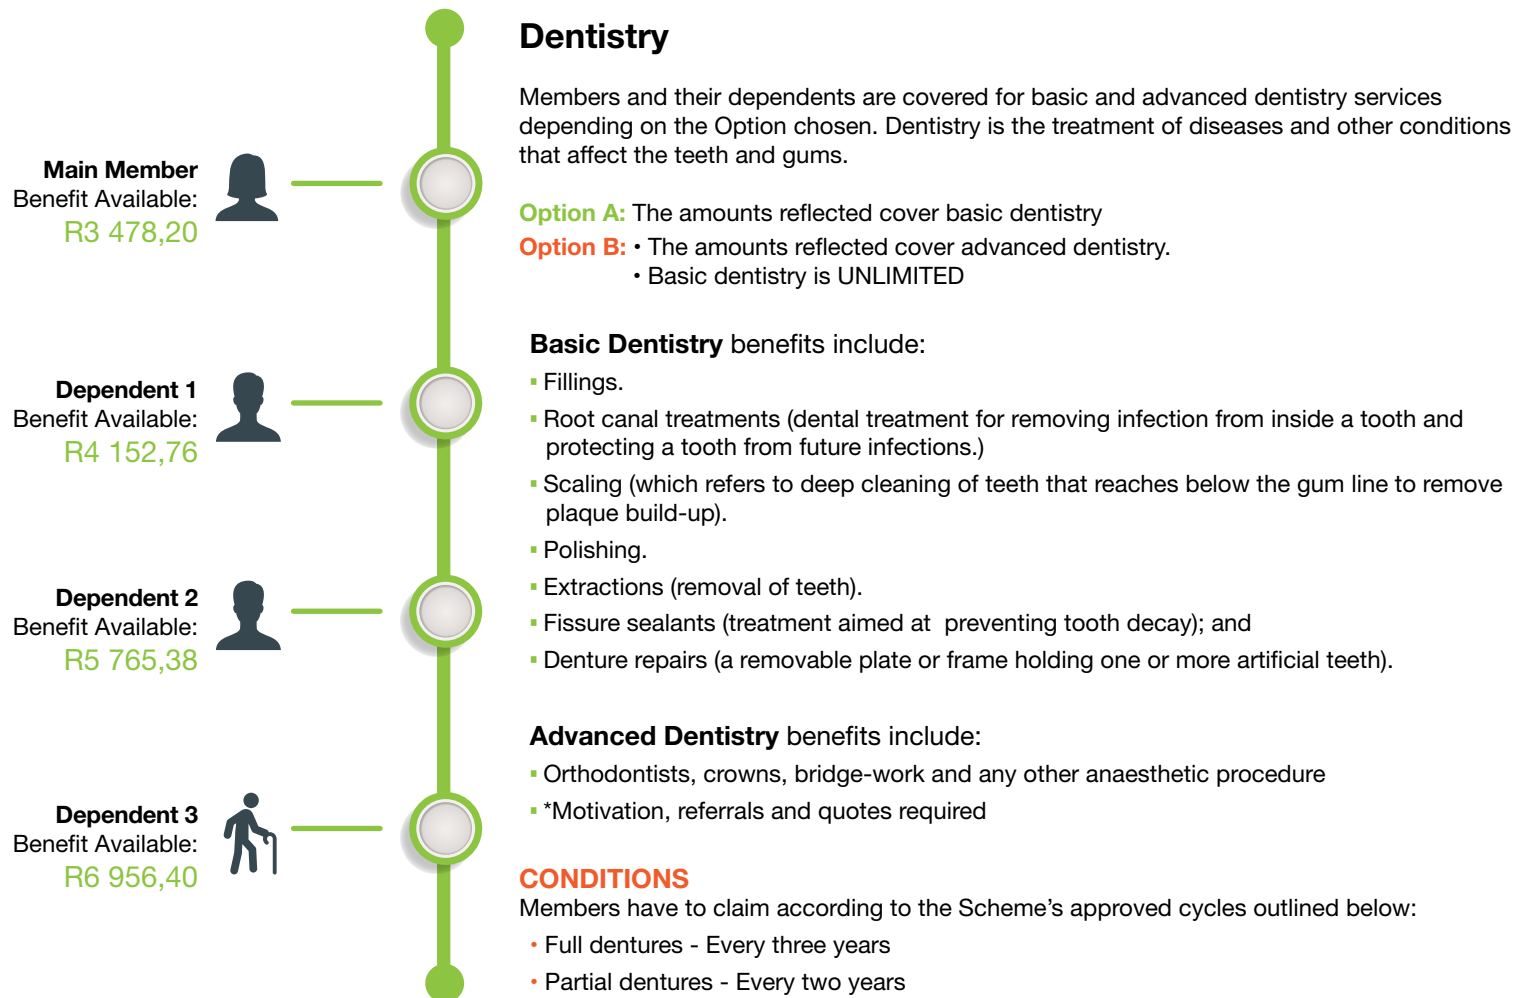 Dentistry
Members and their dependents are covered for basic and advanced dentistry services
depending on the Option chosen. Dentistry is the treatment of diseases and other conditions
that affect the teeth and gums.
Option A: The amounts reflected cover basic dentistry
Option B: • The amounts reflected cover advanced dentistry.
• Basic dentistry is UNLIMITED
Main Member
Benefit Available:
R3 478,20
Dependent 1
Benefit Available:
R4 152,76
Dependent 2
Benefit Available:
R5 765,38
Dependent 3
Benefit Available:
R6 956,40
Basic Dentistry benefits include:
▪ Fillings.
▪ Root canal treatments (dental treatment for removing infection from inside a tooth and
protecting a tooth from future infections.)
▪ Scaling (which refers to deep cleaning of teeth that reaches below the gum line to remove
plaque build-up).
▪ Polishing.
▪ Extractions (removal of teeth).
▪ Fissure sealants (treatment aimed at preventing tooth decay); and
▪ Denture repairs (a removable plate or frame holding one or more artificial teeth).
Advanced Dentistry benefits include:
▪ Orthodontists, crowns, bridge-work and any other anaesthetic procedure
▪ *Motivation, referrals and quotes required
CONDITIONS
Members have to claim according to the Scheme's approved cycles outlined below:
• Full dentures - Every three years
• Partial dentures - Every two years